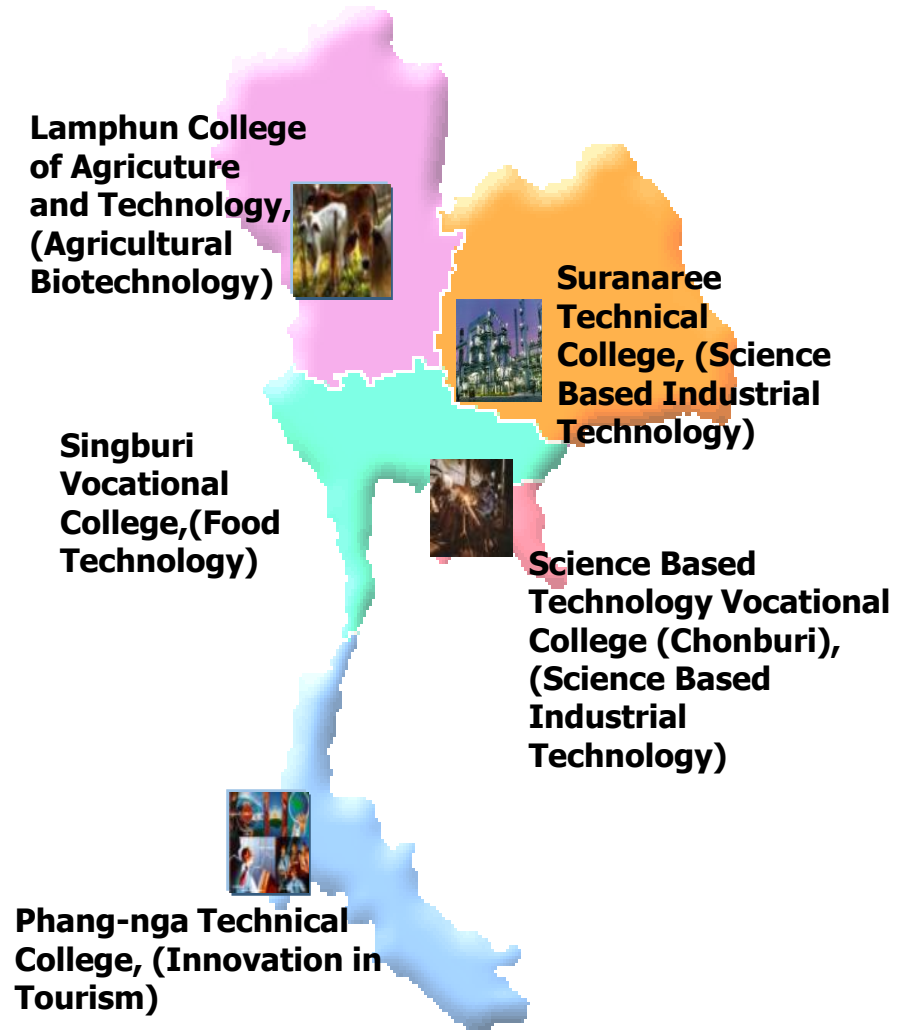 Lamphun College
of Agricuture
and Technology,
(Agricultural
Biotechnology)
Suranaree
Technical
College, (Science
Based Industrial
Technology)
Singburi
Vocational
College,(Food
Technology)
Science Based
Technology Vocational
College (Chonburi),
(Science Based
Industrial
Technology)
Phang-nga Technical
College, (Innovation in
Tourism)